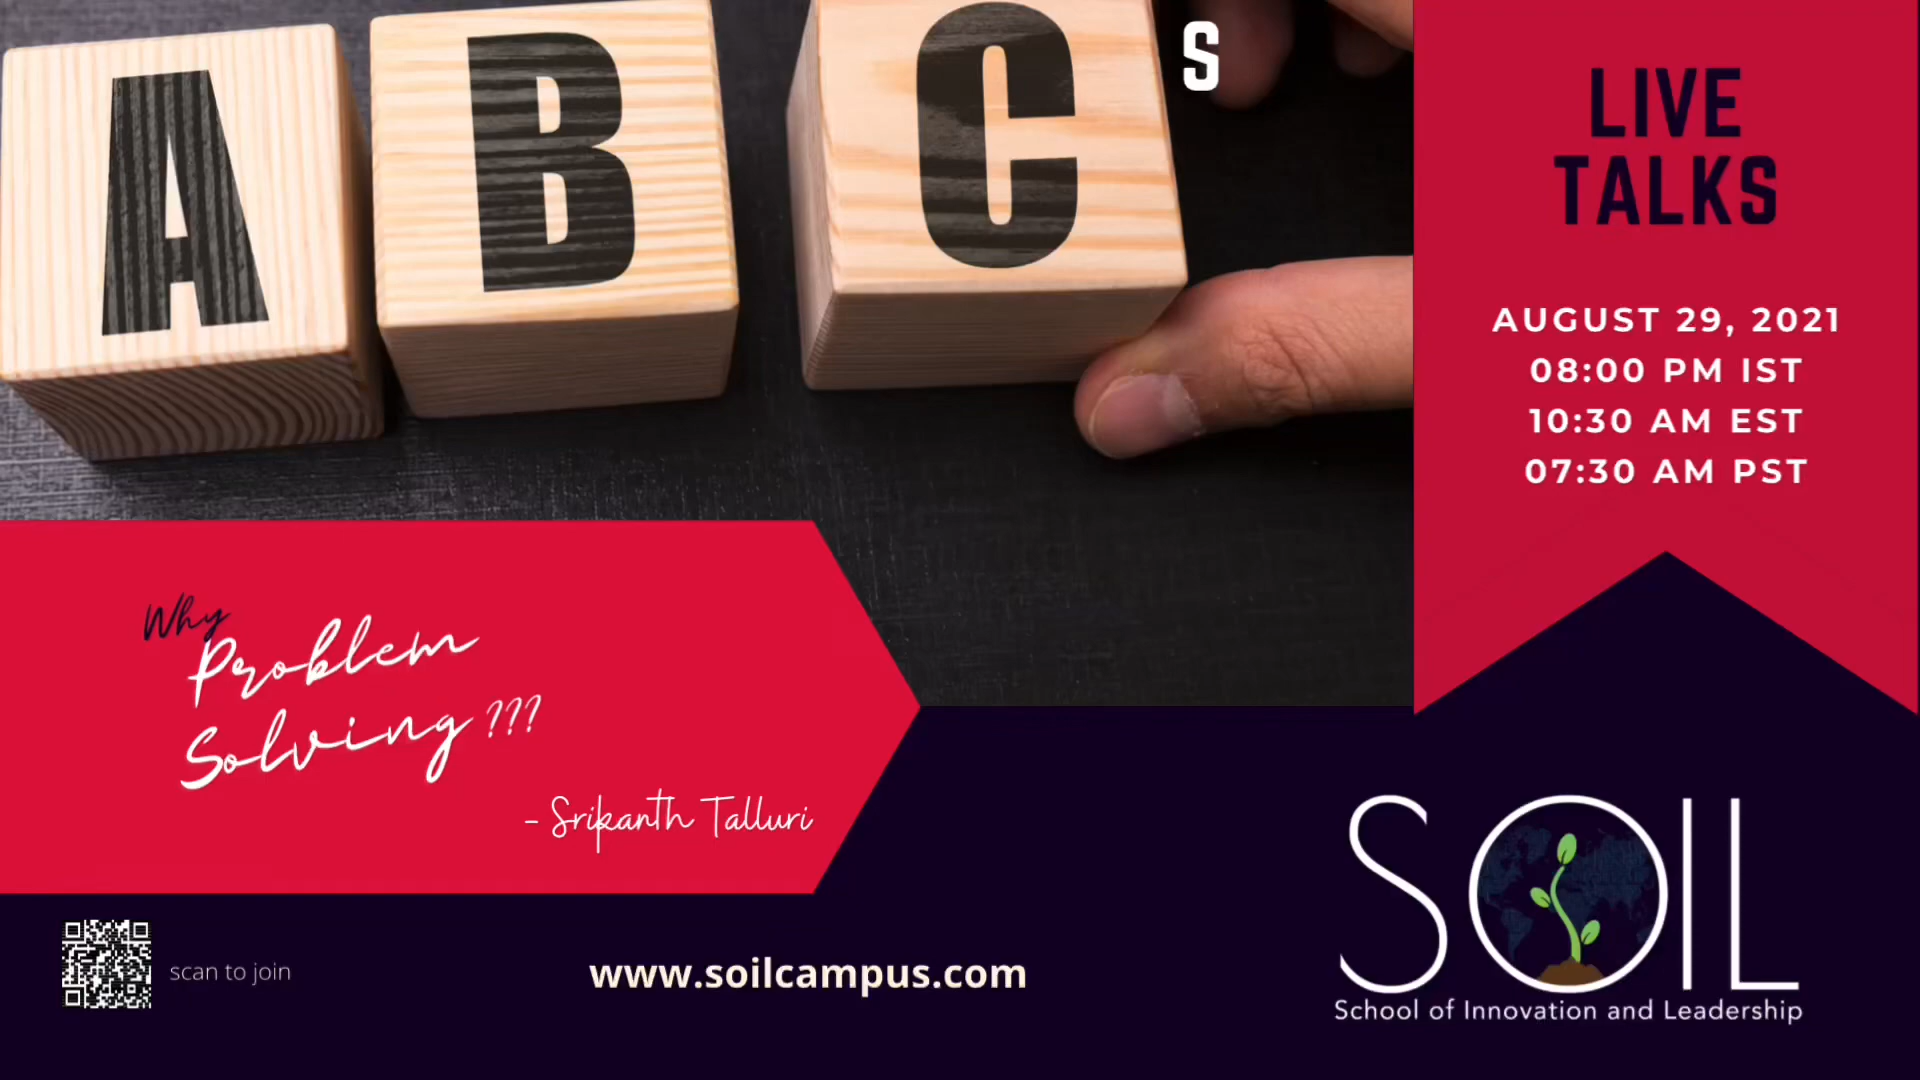 A B C S
LIVE
TALKS
AUGUST 29, 2021
08:00 PM IST
10:30 AM EST
07:30 AM PST
Why
Problem
Solving ???
- Srikanth Talluri
scan to join
www.soilcampus.com
SOIL
School of Innovation and Leadership